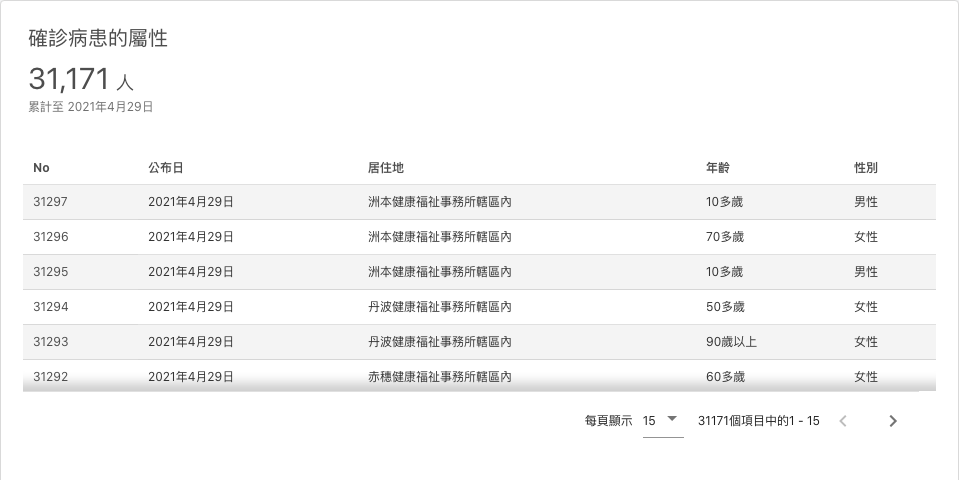 確診病患的屬性
31,171 人
累計至 2021年4月29日
No 公布日 居住地 年齡 性別
31297 2021年4月29日 洲本健康福祉事務所轄區內 10多歲 男性
31296 2021年4月29日 洲本健康福祉事務所轄區內 70多歲 女性
31295 2021年4月29日 洲本健康福祉事務所轄區內 10多歲 男性
31294 2021年4月29日 丹波健康福祉事務所轄區內 50多歲 女性
31293 2021年4月29日 丹波健康福祉事務所轄區內 90歲以上 女性
31292 2021年4月29日 赤穗健康福祉事務所轄區內 60多歲 女性
每頁顯示 15 31171個項目中的1 - 15